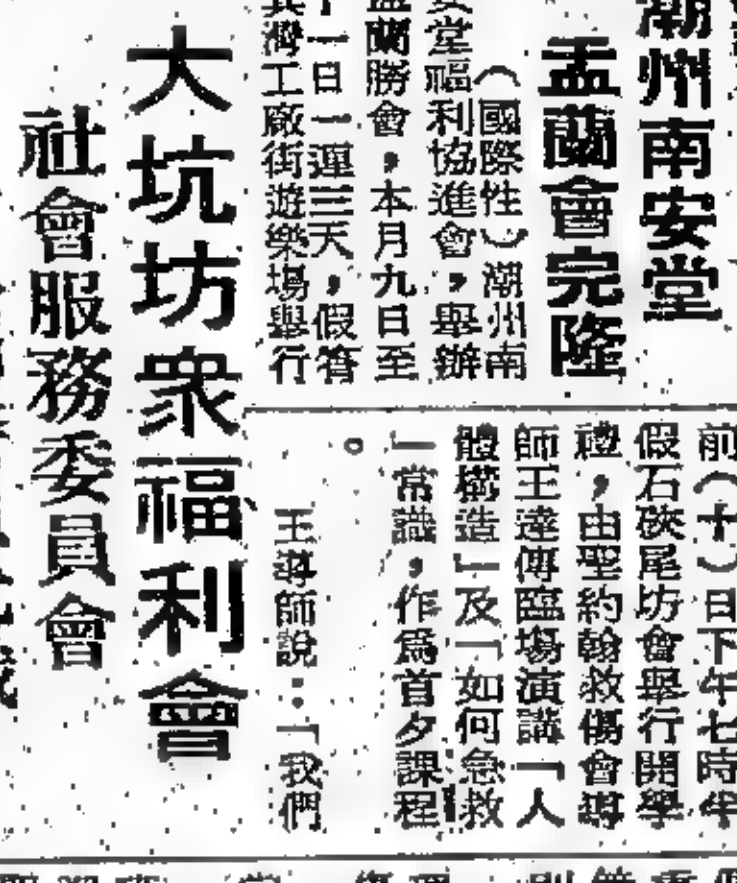 潮州南安堂
盂蘭會完隆
（國際性）潮州南
安堂福利協進會，舉辦
盂蘭勝會，本月九日至
十一日一連三天，假筲
箕灣工廠街遊樂場舉行
前（十）日下午七時半
假石硤尾坊會舉行開學
禮，由聖約翰救傷會導
師王達傳臨場演講「人
體構造」及「如何急救
」常識，作爲首夕課程
。
王導師說：「我們
大坑坊衆福利會
社會服務委員會